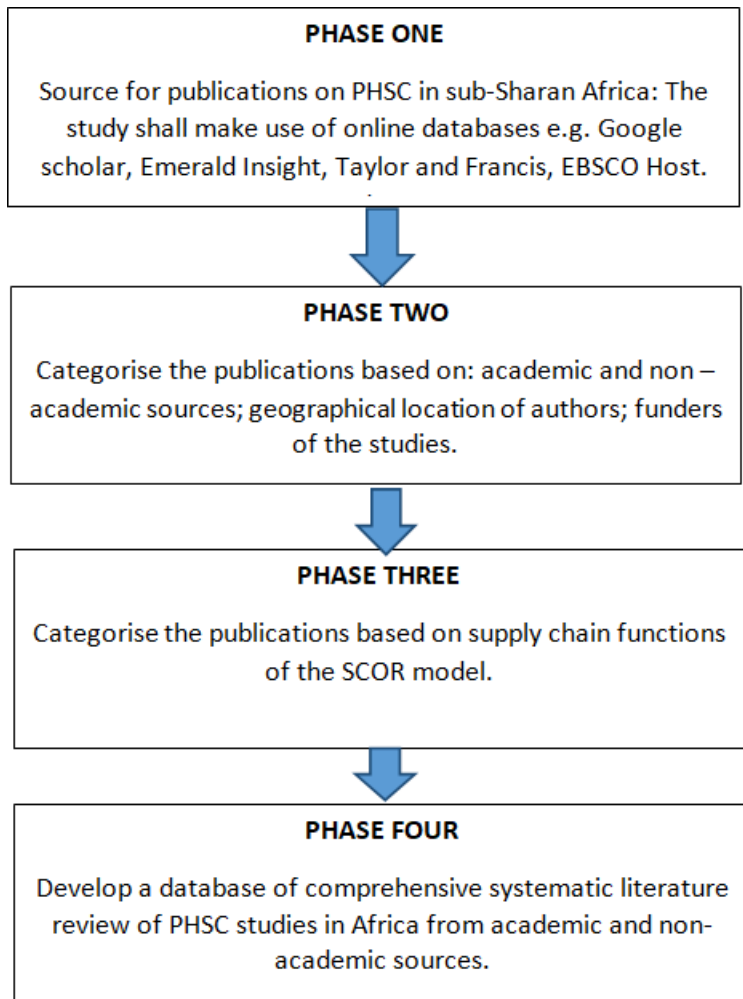 PHASE ONE
Source for publications on PHSC in sub-Sharan Africa: The
study shall make use of online databases e.g. Google
scholar, Emerald Insight, Taylor and Francis, EBSCO Host.
.
PHASE TWO
Categorise the publications based on: academic and non –
academic sources; geographical location of authors; funders
of the studies.
PHASE THREE
Categorise the publications based on supply chain functions
of the SCOR model.
PHASE FOUR
Develop a database of comprehensive systematic literature
review of PHSC studies in Africa from academic and non-
academic sources.